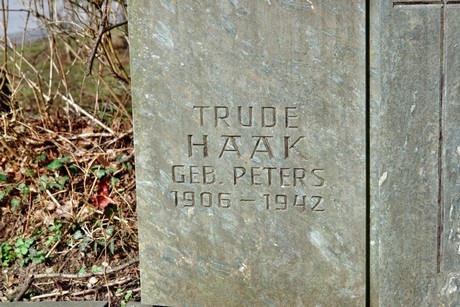 TRUDE
HAAK
GEB. PETERS
1906 - 1942